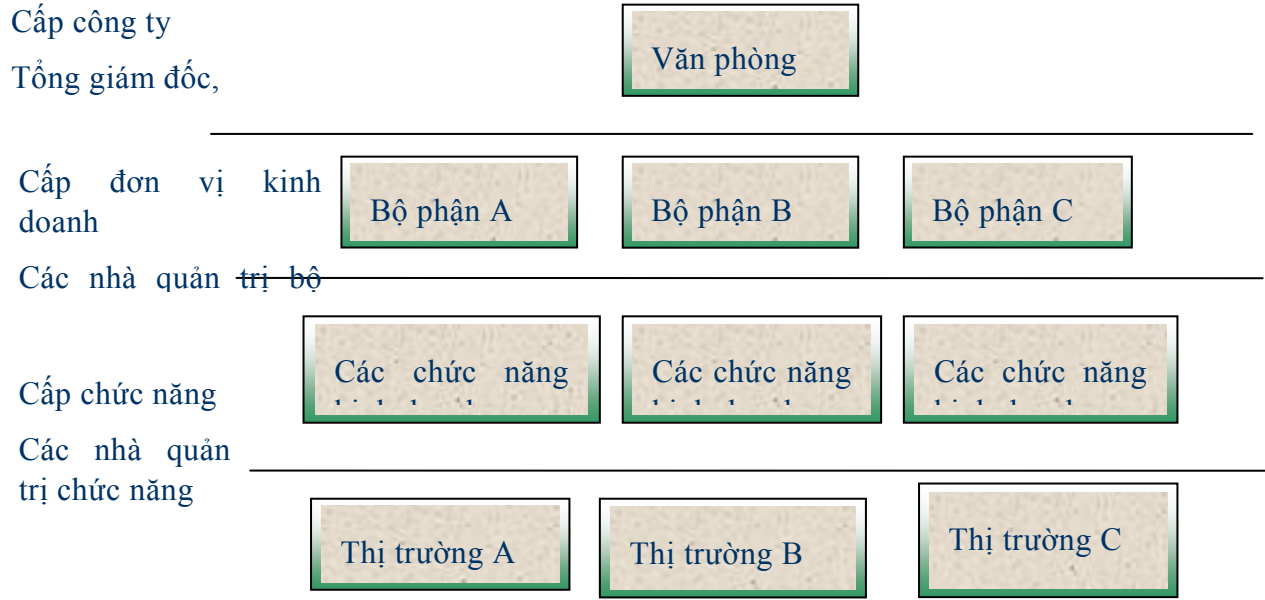 Cấp công ty
Tổng giám đốc,
Văn phòng
Cấp đơn vị kinh
doanh
Các nhà quản trị bộ
Bộ phận A
Bộ phận B
Bộ phận C
Cấp chức năng
Các nhà quản
trị chức năng
Các chức năng
Các chức năng
Các chức năng
Thị trường A
Thị trường B
Thị trường C